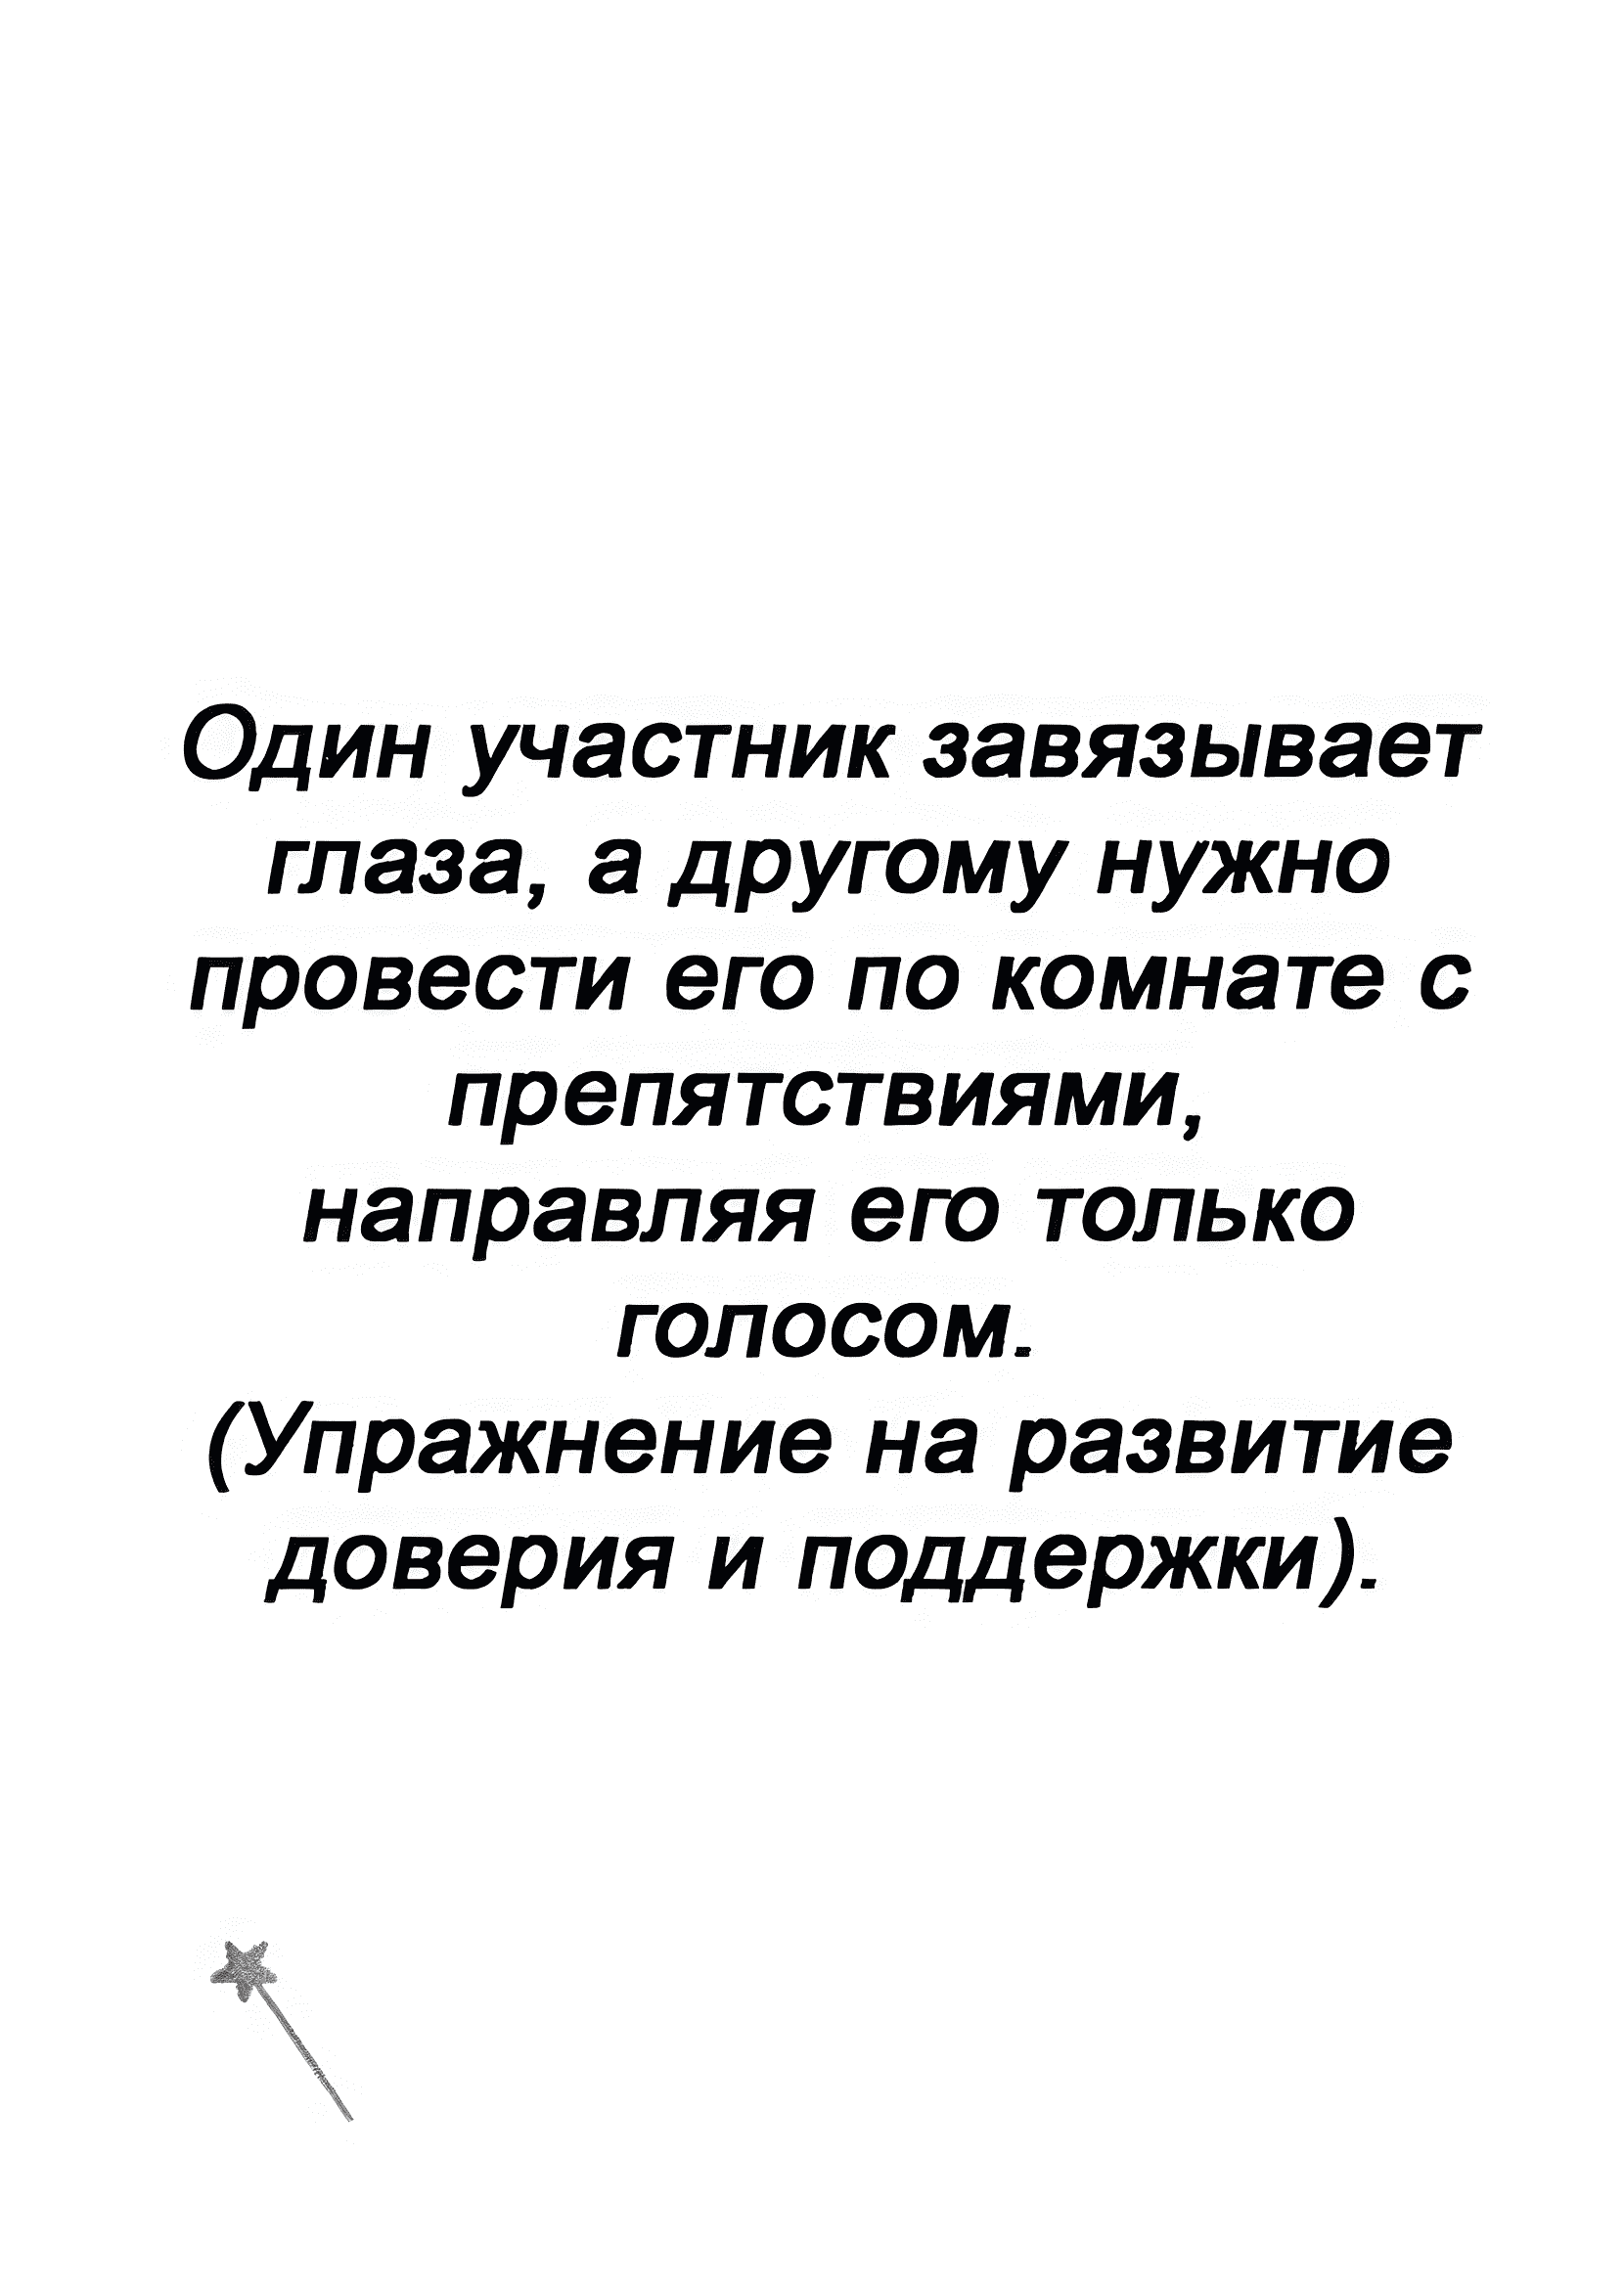 Один участник завязывает
глаза, а другому нужно
провести его по комнате с
препятствиями,
направляя его только
голосом.
(Упражнение на развитие
доверия и поддержки).